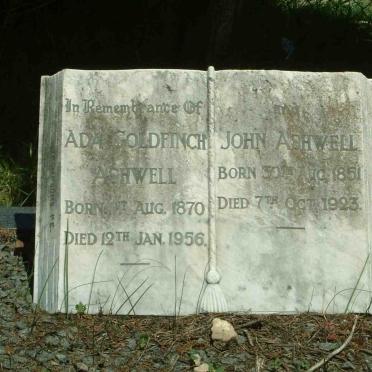 In Remembrance Of
ADA GOLDFINCH
ASHWELL
BORN 1ST AUG. 1870
DIED 12TH JAN. 1956.
AND
JOHN ASHWELL
BORN 30TH AUG. 1851
DIED 7TH OCT. 1923.